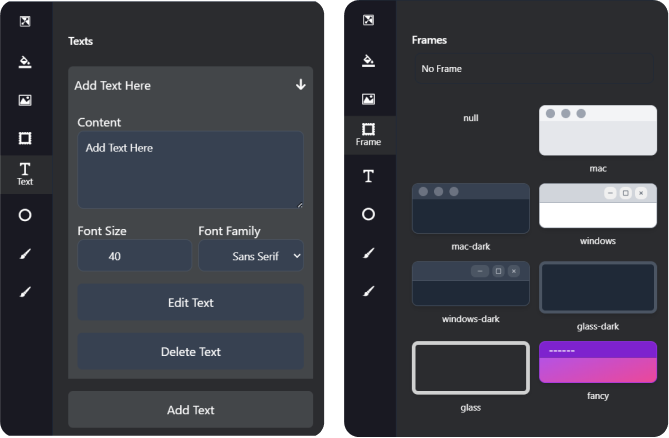 Texts
Add Text Here
Content
Add Text Here
Font Size
Font Family
40
Sans Serif
Edit Text
Delete Text
Add Text
Text
Frames
No Frame
Frame
null
mac
mac-dark
windows
windows-dark
glass-dark
glass
fancy